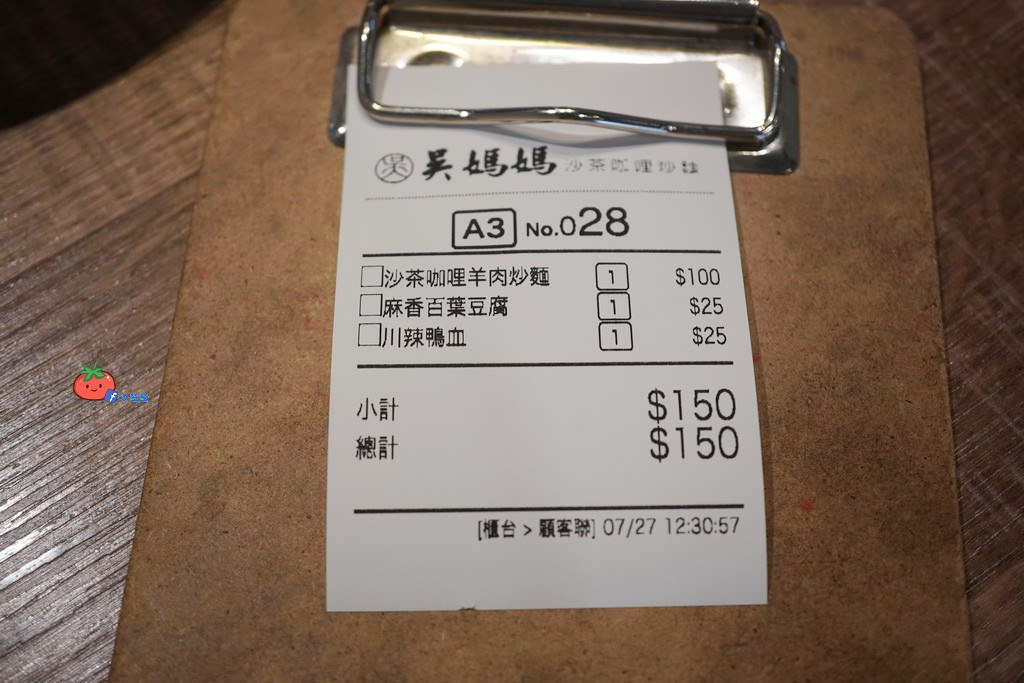 吳 吳媽媽 沙茶咖哩炒麵
A3 No.028
沙茶咖哩羊肉炒麵 1 $100
麻香百葉豆腐 1 $25
川辣鴨血 1 $25
小計 $150
總計 $150
[櫃台 > 顧客聯] 07/27 12:30:57